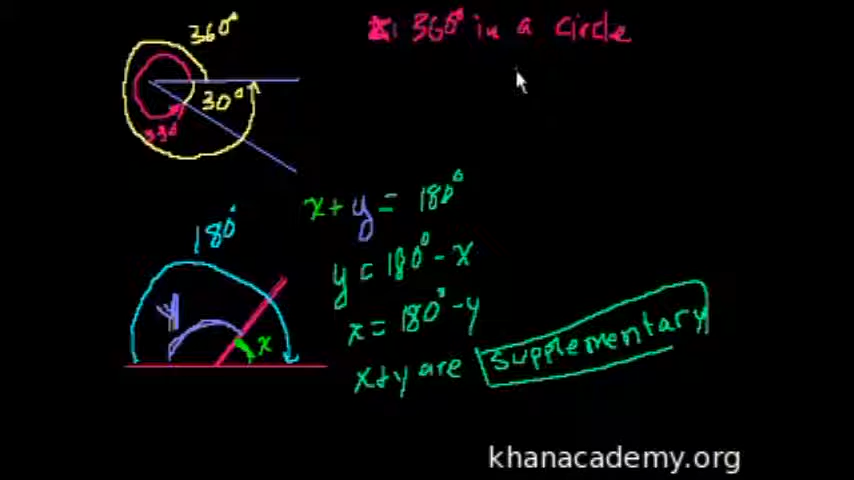 360°
360° in a circle
30°
330
x+y = 180°
180°
y = 180° - x
y
x = 180° - y
x
x+y are supplementary
khanacademy.org